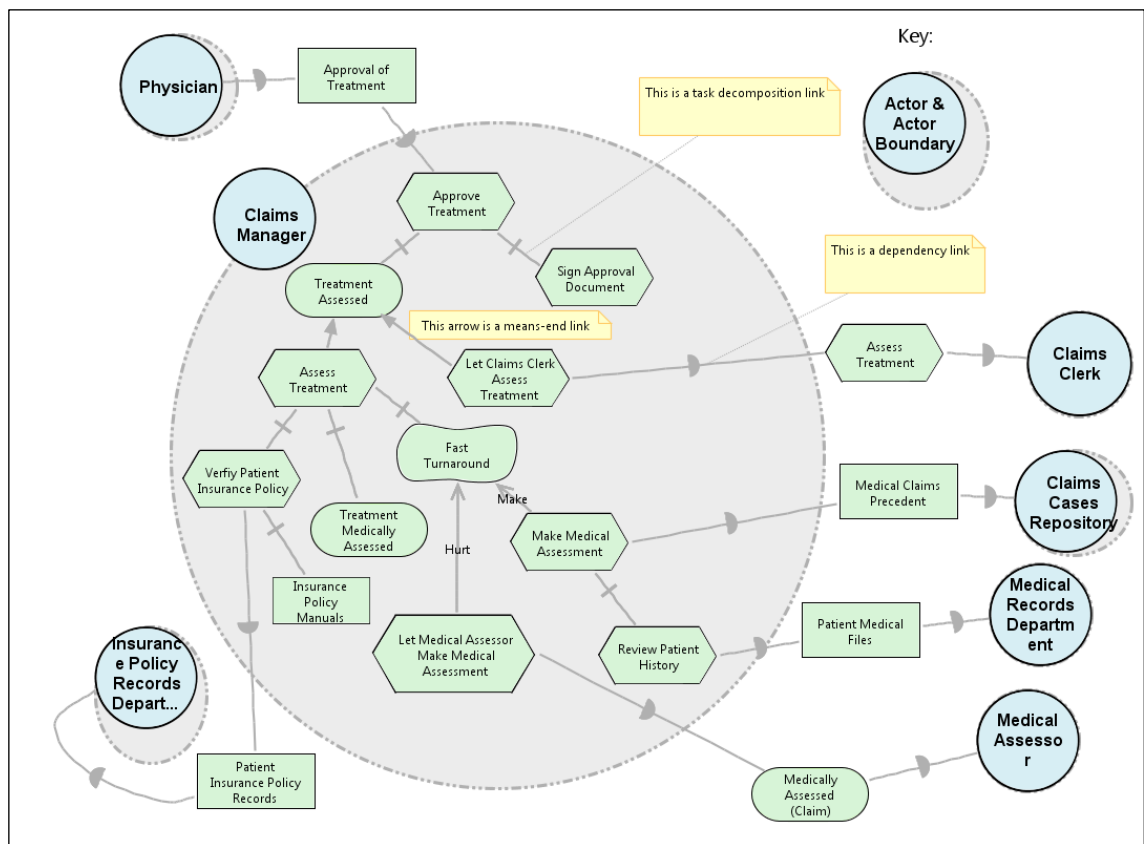 Key:
Physician
Approval of
Treatment
This is a task decomposition link
Actor &
Actor
Boundary
Claims
Manager
Approve
Treatment
Sign Approval
Document
This is a dependency link
Treatment
Assessed
This arrow is a means-end link
Assess
Treatment
Let Claims Clerk
Assess
Treatment
Assess
Treatment
Claims
Clerk
Fast
Turnaround
Verfiy Patient
Insurance Policy
Make
Medical Claims
Precedent
Claims
Cases
Repository
Treatment
Medically
Assessed
Hurt
Make Medical
Assessment
Insurance
Policy
Manuals
Patient Medical
Files
Medical
Records
Departm
ent
Let Medical Assessor
Make Medical
Assessment
Review Patient
History
Insuranc
e Policy
Records
Depart...
Medical
Assesso
r
Patient
Insurance Policy
Records
Medically
Assessed
(Claim)